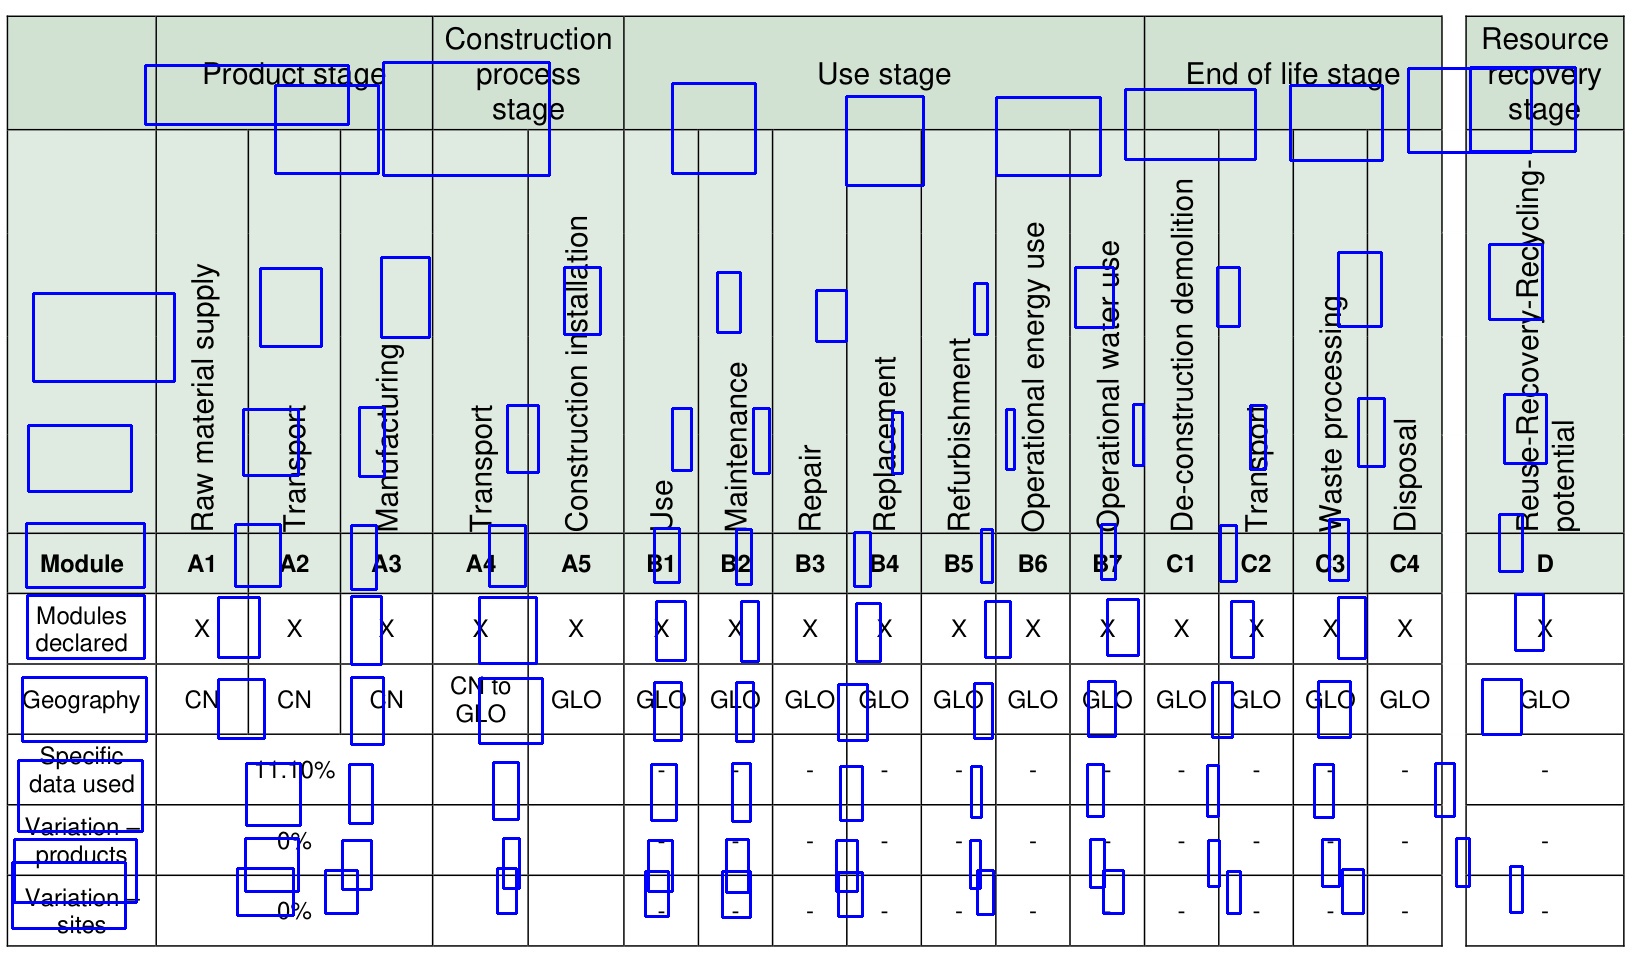 Product stage
Construction
process
stage
Use stage
End of life stage
Resource
recovery
stage
Raw material supply
Transport
Manufacturing
Transport
Construction installation
Use
Maintenance
Repair
Replacement
Refurbishment
Operational energy use
Operational water use
De-construction demolition
Transport
Waste processing
Disposal
Reuse-Recovery-Recycling-
potential
Module A1 A2 A3 A4 A5 B1 B2 B3 B4 B5 B6 B7 C1 C2 C3 C4 D
Modules
declared
X X X X X X X X X X X X X X X X X
Geography CN CN CN
CN to
GLO
GLO GLO GLO GLO GLO GLO GLO GLO GLO GLO GLO GLO GLO
Specific
data used
11.10% - - - - - - - - - - - -
Variation –
products
0% - - - - - - - - - - - -
Variation –
sites
0% - - - - - - - - - - - -